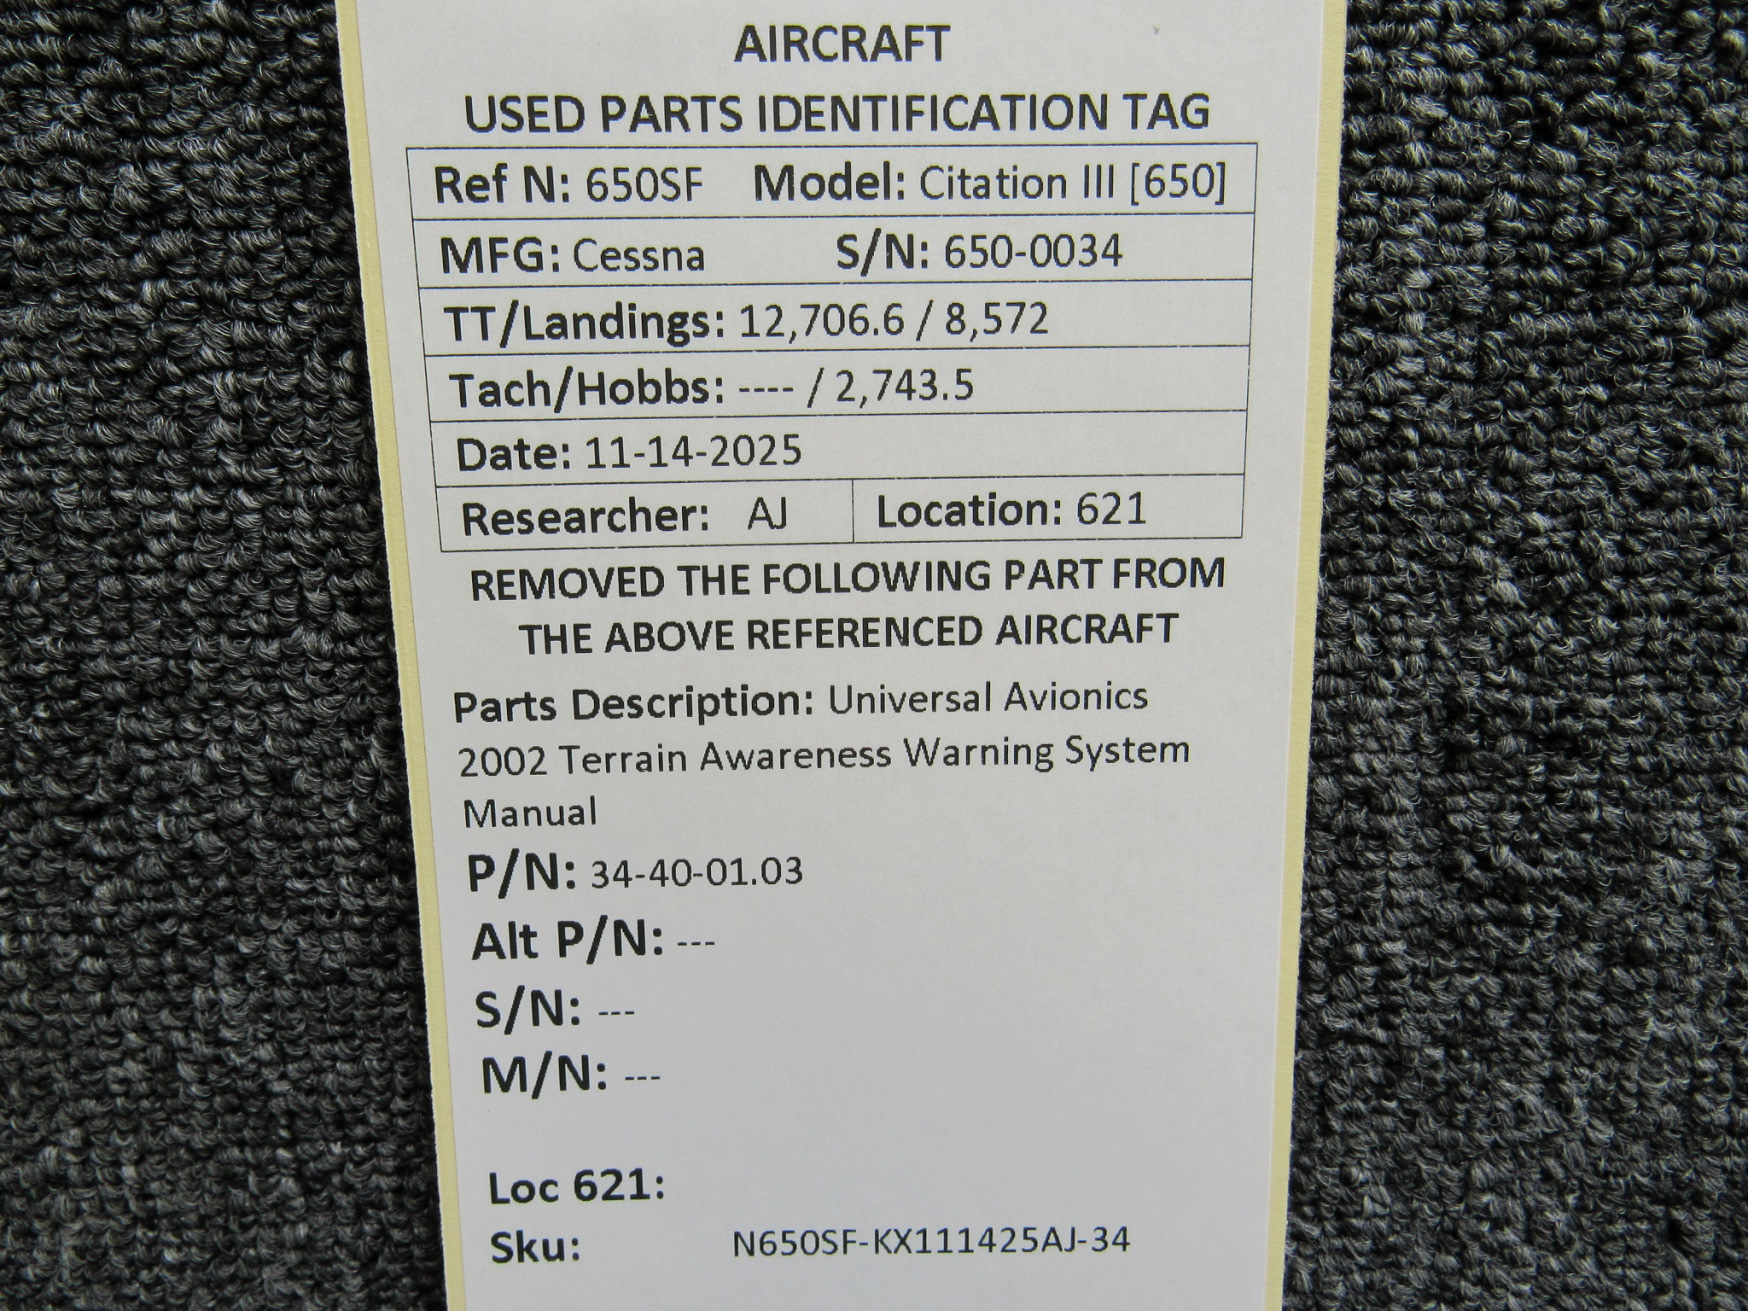 AIRCRAFT
USED PARTS IDENTIFICATION TAG
Ref N: 650SF Model: Citation III [650]
MFG: Cessna S/N: 650-0034
TT/Landings: 12,706.6 / 8,572
Tach/Hobbs: ---- / 2,743.5
Date: 11-14-2025
Researcher: AJ Location: 621
REMOVED THE FOLLOWING PART FROM
THE ABOVE REFERENCED AIRCRAFT
Parts Description: Universal Avionics
2002 Terrain Awareness Warning System
Manual
P/N: 34-40-01.03
Alt P/N: ---
S/N: ---
M/N: ---
Loc 621:
Sku: N650SF-KX111425AJ-34